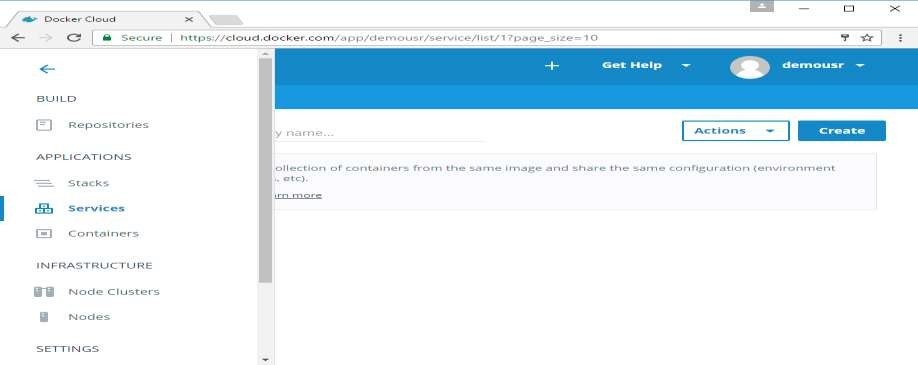 Docker Cloud
Secure | https://cloud.docker.com/app/demousr/service/list/1?page_size=10
Get Help
demousr
BUILD
Repositories
y name...
Actions
Create
APPLICATIONS
ollection of containers from the same image and share the same configuration (environment
, etc).
Stacks
rn more
Services
Containers
INFRASTRUCTURE
Node Clusters
Nodes
SETTINGS